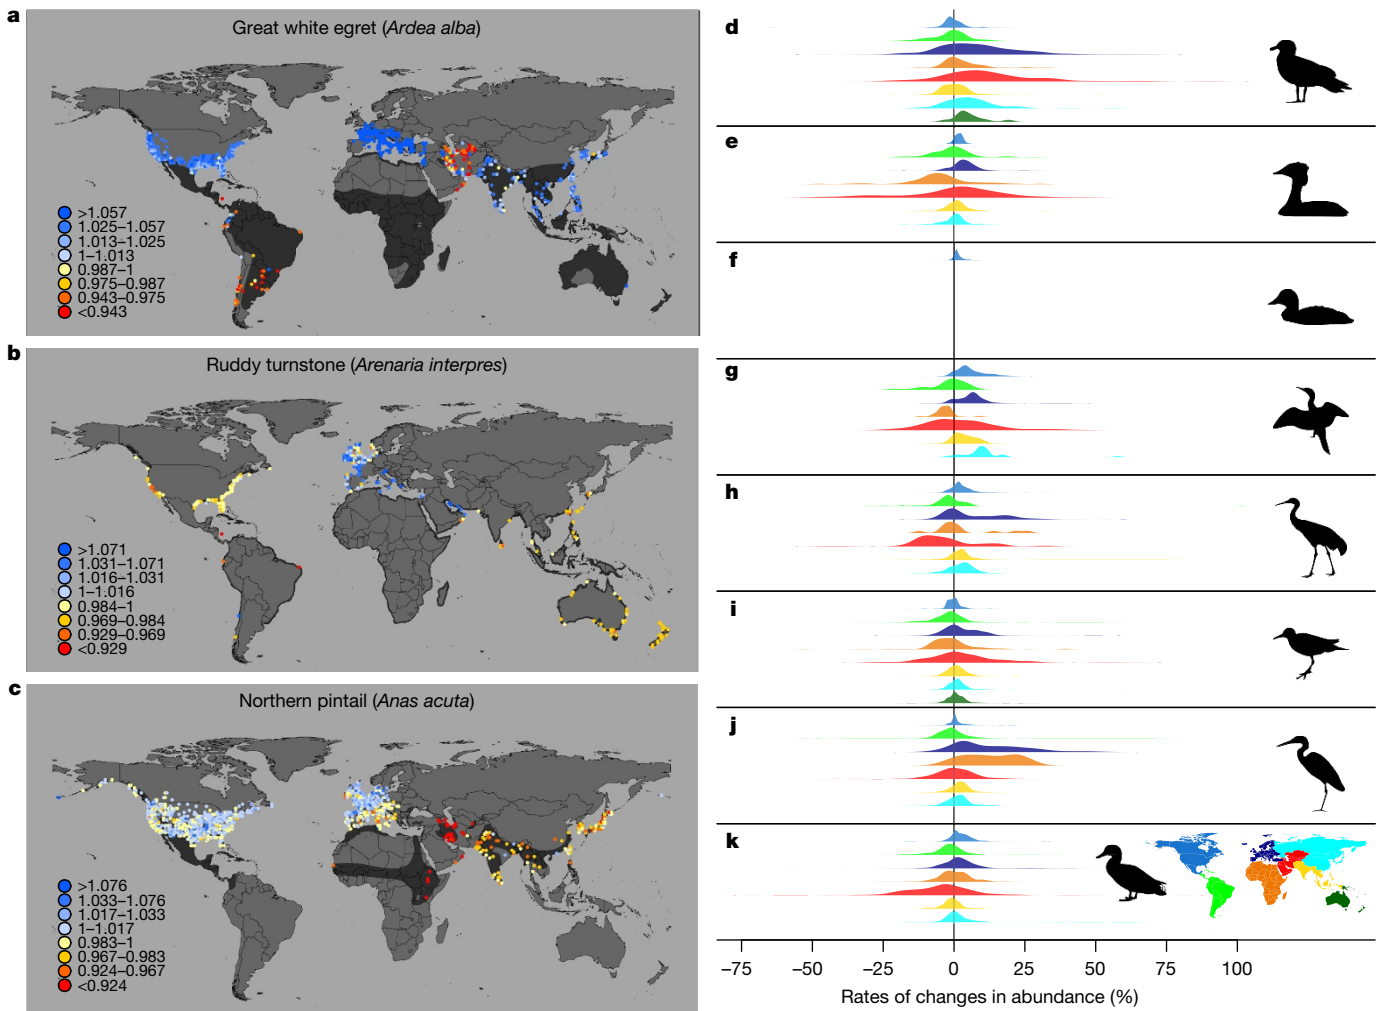 a
Great white egret (Ardea alba)
>1.057
1.025–1.057
1.013–1.025
1–1.013
0.987–1
0.975–0.987
0.943–0.975
<0.943
b
Ruddy turnstone (Arenaria interpres)
>1.071
1.031–1.071
1.016–1.031
1–1.016
0.984–1
0.969–0.984
0.929–0.969
<0.929
c
Northern pintail (Anas acuta)
>1.076
1.033–1.076
1.017–1.033
1–1.017
0.983–1
0.967–0.983
0.924–0.967
<0.924
d
e
f
g
h
i
j
k
–75 –50 –25 0 25 50 75 100
Rates of changes in abundance (%)